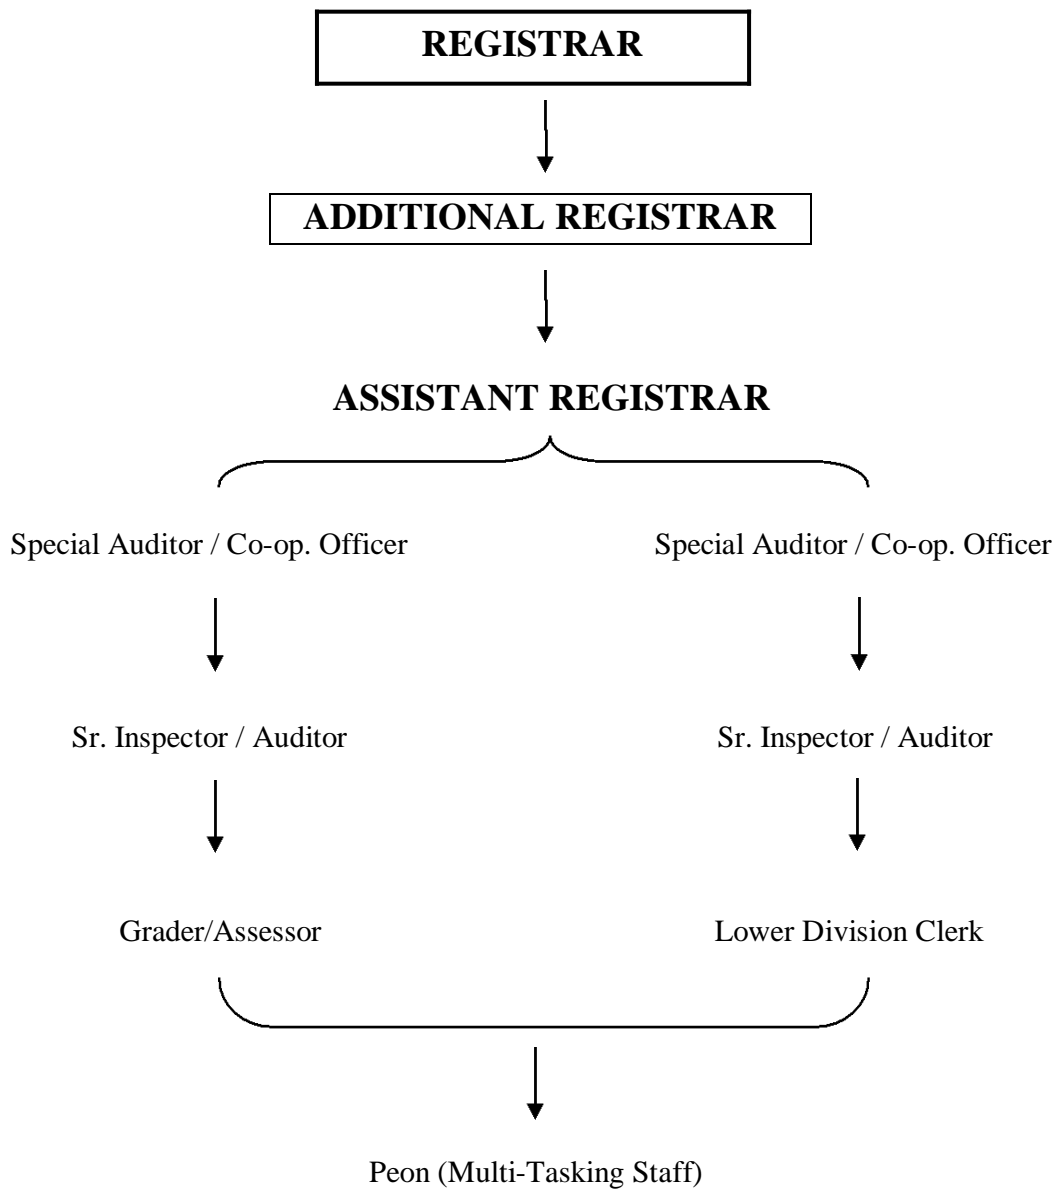 REGISTRAR
ADDITIONAL REGISTRAR
ASSISTANT REGISTRAR
Special Auditor / Co-op. Officer
Special Auditor / Co-op. Officer
Sr. Inspector / Auditor
Sr. Inspector / Auditor
Grader/Assessor
Lower Division Clerk
Peon (Multi-Tasking Staff)